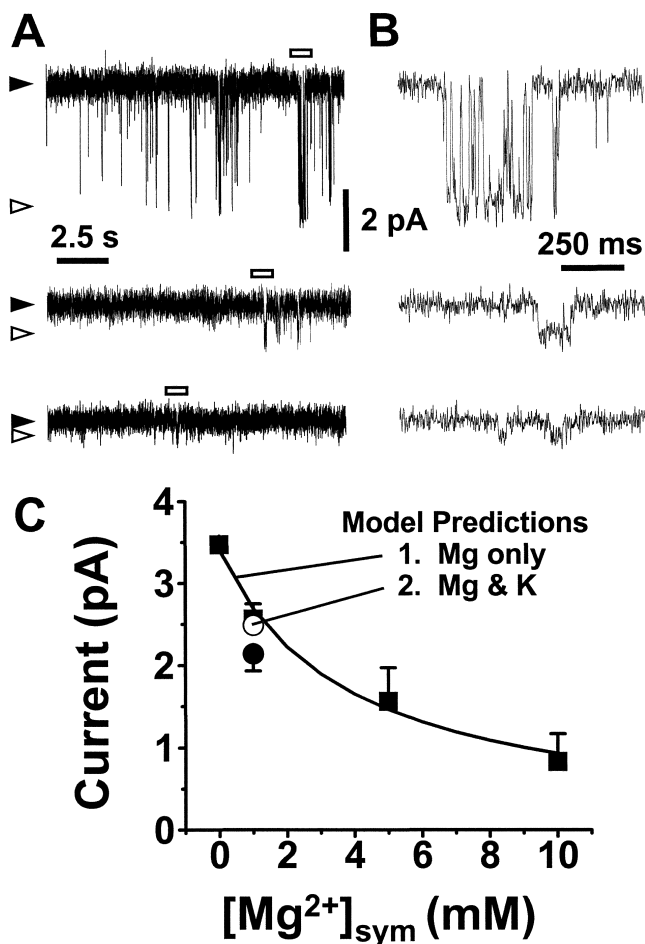 A
B
2 pA
2.5 s
250 ms
C
4
3
2
1
0
Current (pA)
Model Predictions
1. Mg only
2. Mg & K
0 2 4 6 8 10
[Mg²⁺]sym (mM)